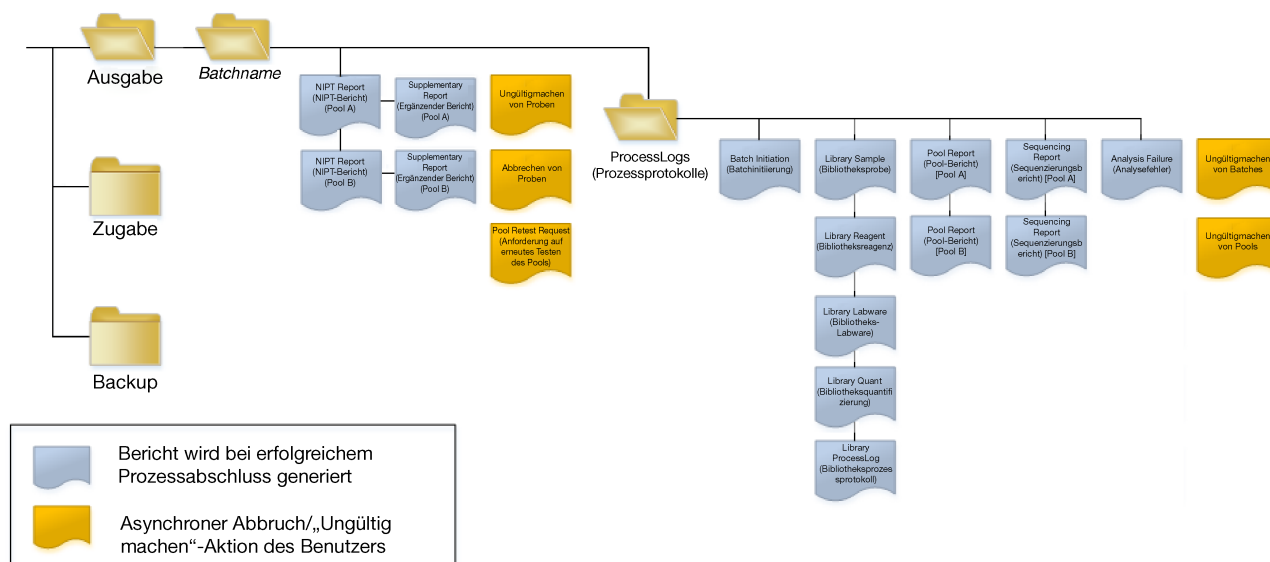 Ausgabe
Batchname
NIPT Report
(NIPT-Bericht)
(Pool A)
Supplementary
Report
(Ergänzender Bericht)
(Pool A)
Ungültigmachen
von Proben
NIPT Report
(NIPT-Bericht)
(Pool B)
Supplementary
Report
(Ergänzender Bericht)
(Pool B)
Abbrechen von
Proben
Pool Retest Request
(Anforderung auf
erneutes Testen
des Pools)
ProcessLogs
(Prozessprotokolle)
Batch Initiation
(Batchinitiierung)
Library Sample
(Bibliotheksprobe)
Pool Report
(Pool-Bericht)
[Pool A]
Sequencing
Report
(Sequenzierungsb
ericht) [Pool A]
Analysis Failure
(Analysefehler)
Ungültigmachen
von Batches
Library Reagent
(Bibliotheksreagenz)
Pool Report
(Pool-Bericht)
[Pool B]
Sequencing
Report
(Sequenzierungsb
ericht) [Pool B]
Ungültigmachen
von Pools
Library Labware
(Bibliotheks-
Labware)
Library Quant
(Bibliotheksquantifi
zierung)
Library
ProcessLog
(Bibliotheksprozes
sprotokoll)
Zugabe
Backup
Bericht wird bei erfolgreichem
Prozessabschluss generiert
Asynchroner Abbruch/„Ungültig
machen“-Aktion des Benutzers